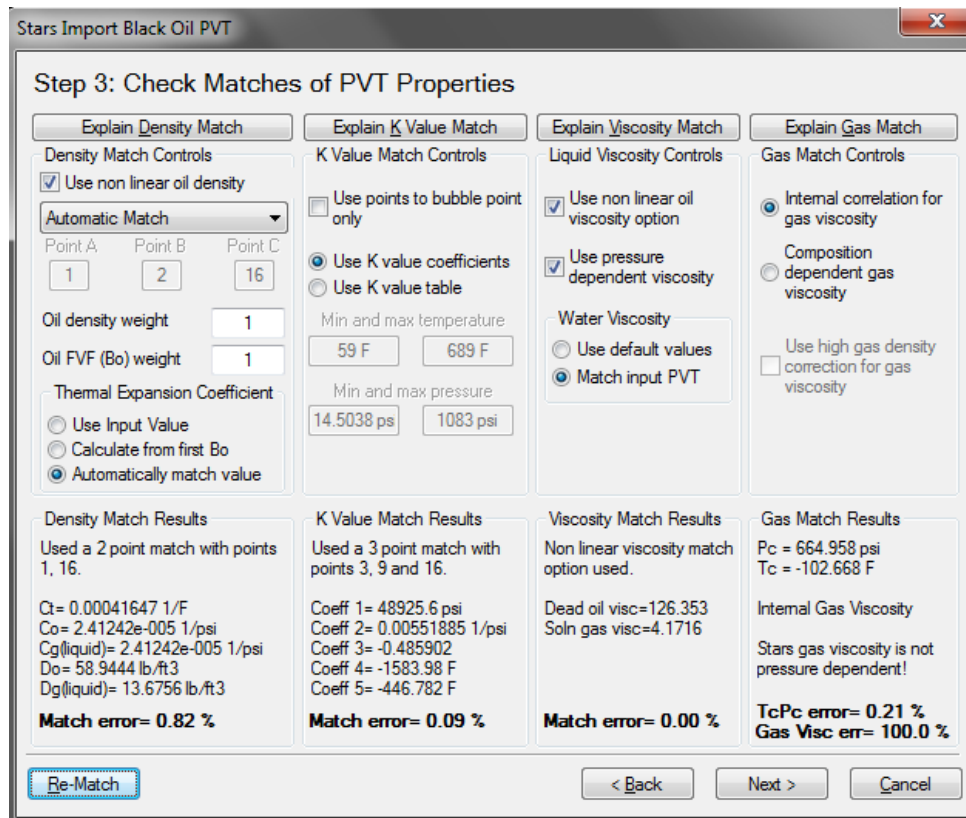 Stars Import Black Oil PVT
x
Step 3: Check Matches of PVT Properties
Explain Density Match
Density Match Controls
Use non linear oil density
Automatic Match
Point A Point B Point C
1 2 16
Oil density weight 1
Oil FVF (Bo) weight 1
Thermal Expansion Coefficient
Use Input Value
Calculate from first Bo
Automatically match value
Explain K Value Match
K Value Match Controls
Use points to bubble point
only
Use K value coefficients
Use K value table
Min and max temperature
59 F 689 F
Min and max pressure
14.5038 ps 1083 psi
Explain Viscosity Match
Liquid Viscosity Controls
Use non linear oil
viscosity option
Use pressure
dependent viscosity
Water Viscosity
Use default values
Match input PVT
Explain Gas Match
Gas Match Controls
Internal correlation for
gas viscosity
Composition
dependent gas
viscosity
Use high gas density
correction for gas
viscosity
Density Match Results
Used a 2 point match with points
1, 16.
Ct= 0.00041647 1/F
Co= 2.41242e-005 1/psi
Cg(liquid)= 2.41242e-005 1/psi
Do= 58.9444 lb/ft3
Dg(liquid)= 13.6756 lb/ft3
Match error= 0.82 %
K Value Match Results
Used a 3 point match with
points 3, 9 and 16.
Coeff 1= 48925.6 psi
Coeff 2= 0.00551885 1/psi
Coeff 3= -0.485902
Coeff 4= -1583.98 F
Coeff 5= -446.782 F
Match error= 0.09 %
Viscosity Match Results
Non linear viscosity match
option used.
Dead oil visc=126.353
Soln gas visc=4.1716
Match error= 0.00 %
Gas Match Results
Pc = 664.958 psi
Tc = -102.668 F
Internal Gas Viscosity
Stars gas viscosity is not
pressure dependent!
TcPc error= 0.21 %
Gas Visc err= 100.0 %
Re-Match
< Back
Next >
Cancel